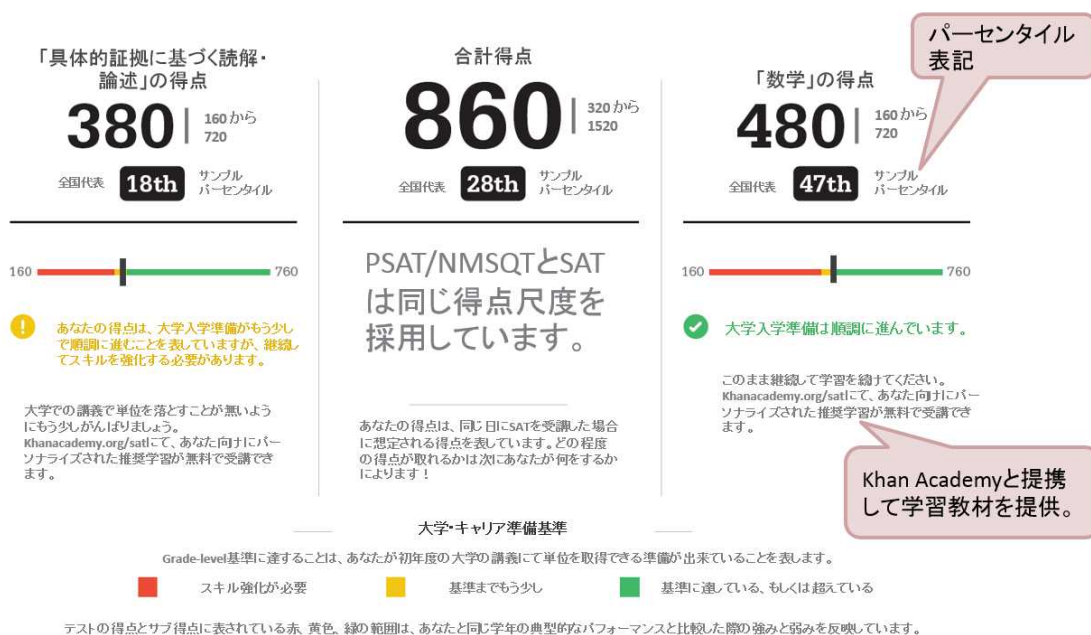 「具体的証拠に基づく読解・
論述」の得点
380
160 から
720
全国代表
18th
サンプル
パーセンタイル
160
760
あなたの得点は、大学入学準備がもう少し
で順調に進むことを表していますが、継続し
てスキルを強化する必要があります。
大学での講義で単位を落とすことが無いよう
にもう少しがんばりましょう。
Khanacademy.org/satにて、あなた向けにパー
ソナライズされた推奨学習が無料で受講でき
ます。
合計得点
860
320 から
1520
全国代表
28th
サンプル
パーセンタイル
PSAT/NMSQTとSAT
は同じ得点尺度を
採用しています。
あなたの得点は、同じ日にSATを受講した場合
に想定される得点を表しています。どの程度
の得点が取れるかは次にあなたが何をするか
によります！
パーセンタイル
表記
「数学」の得点
480
160 から
720
全国代表
47th
サンプル
パーセンタイル
160
760
大学入学準備は順調に進んでいます。
このまま継続して学習を続けてください。
Khanacademy.org/satにて、あなた向けにパー
ソナライズされた推奨学習が無料で受講でき
ます。
Khan Academyと提携
して学習教材を提供。
大学・キャリア準備基準
Grade-level基準に達することは、あなたが初年度の大学の講義にて単位を取得できる準備が出来ていることを表します。
スキル強化が必要
基準までもう少し
基準に達している、もしくは超えている
テストの得点とサブ得点に表されている赤、黄色、緑の範囲は、あなたと同じ学年の典型的なパフォーマンスと比較した際の強みと弱みを反映しています。